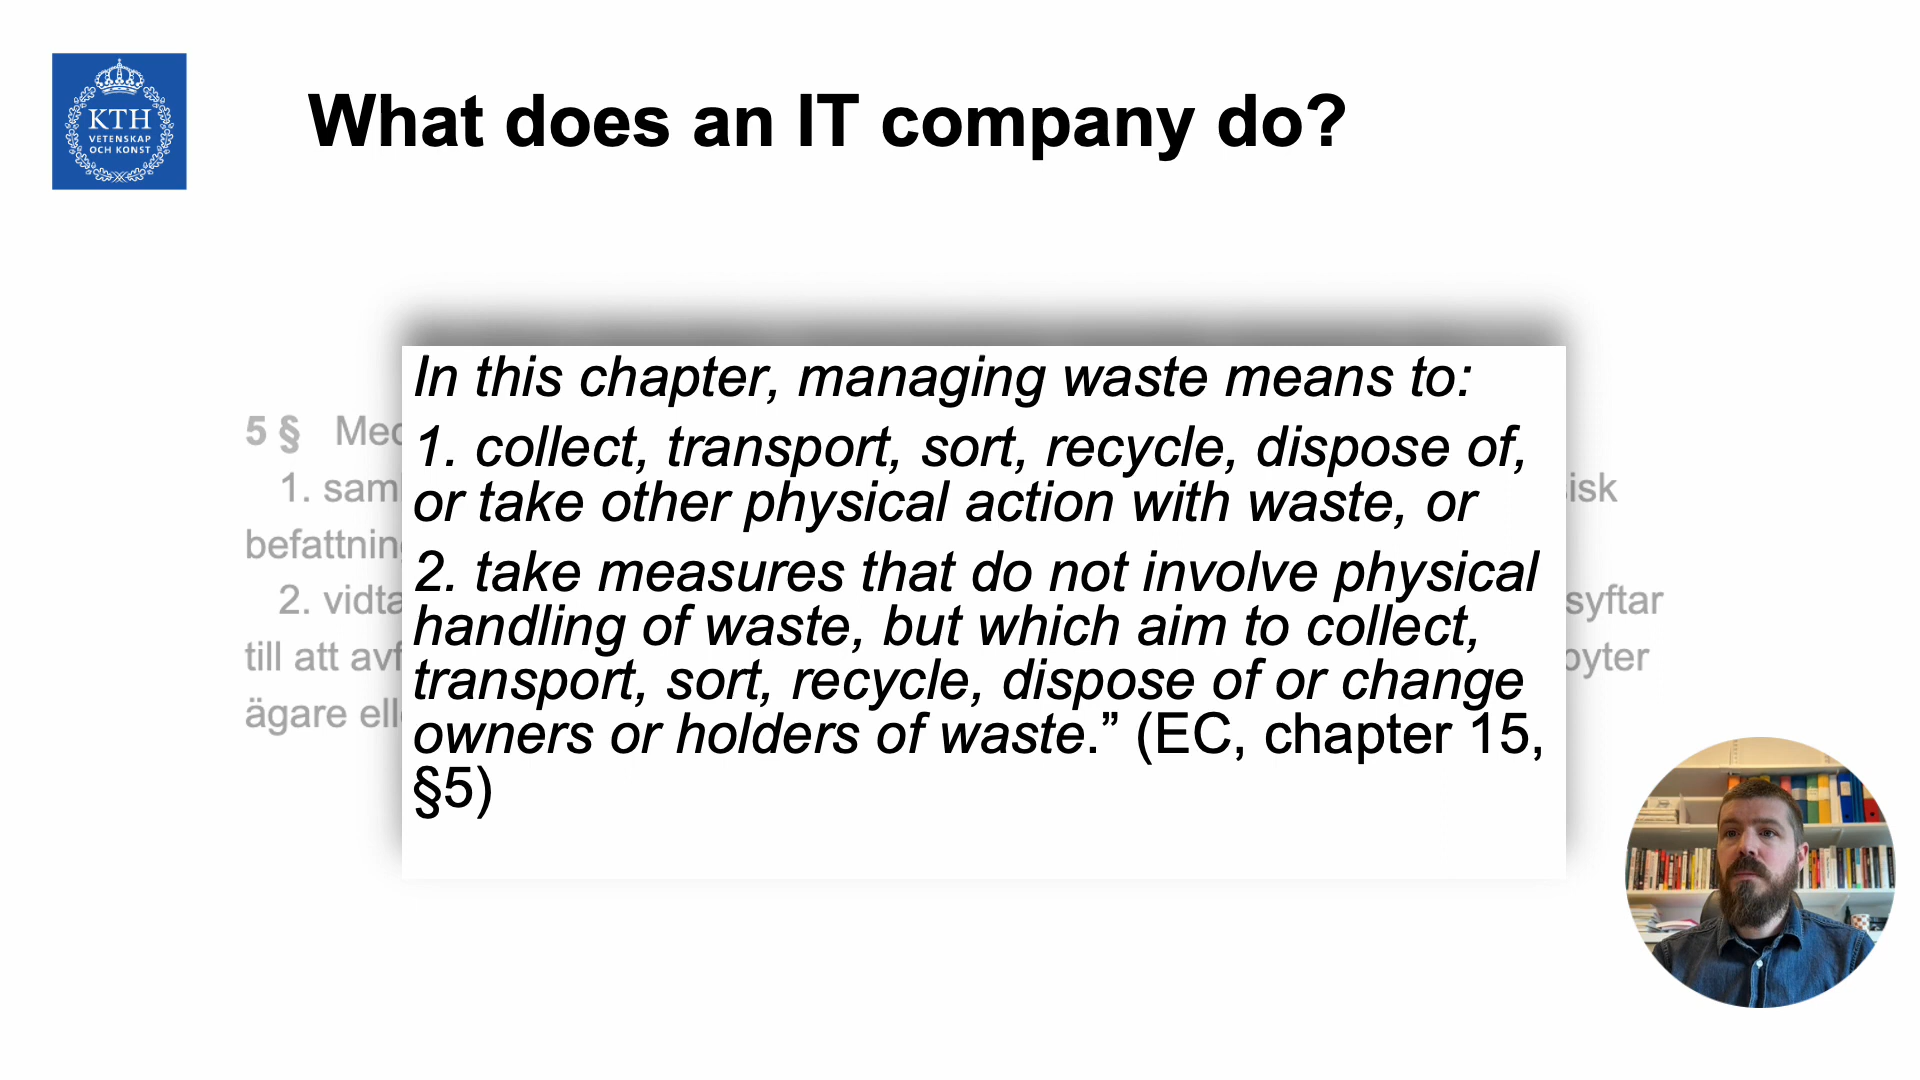 KTH
VETENSKAP
OCH KONST
What does an IT company do?
In this chapter, managing waste means to:
1. collect, transport, sort, recycle, dispose of,
or take other physical action with waste, or
2. take measures that do not involve physical
handling of waste, but which aim to collect,
transport, sort, recycle, dispose of or change
owners or holders of waste.” (EC, chapter 15,
§5)
5 §
1.
befattnin
2.
syftar
till att
ägare